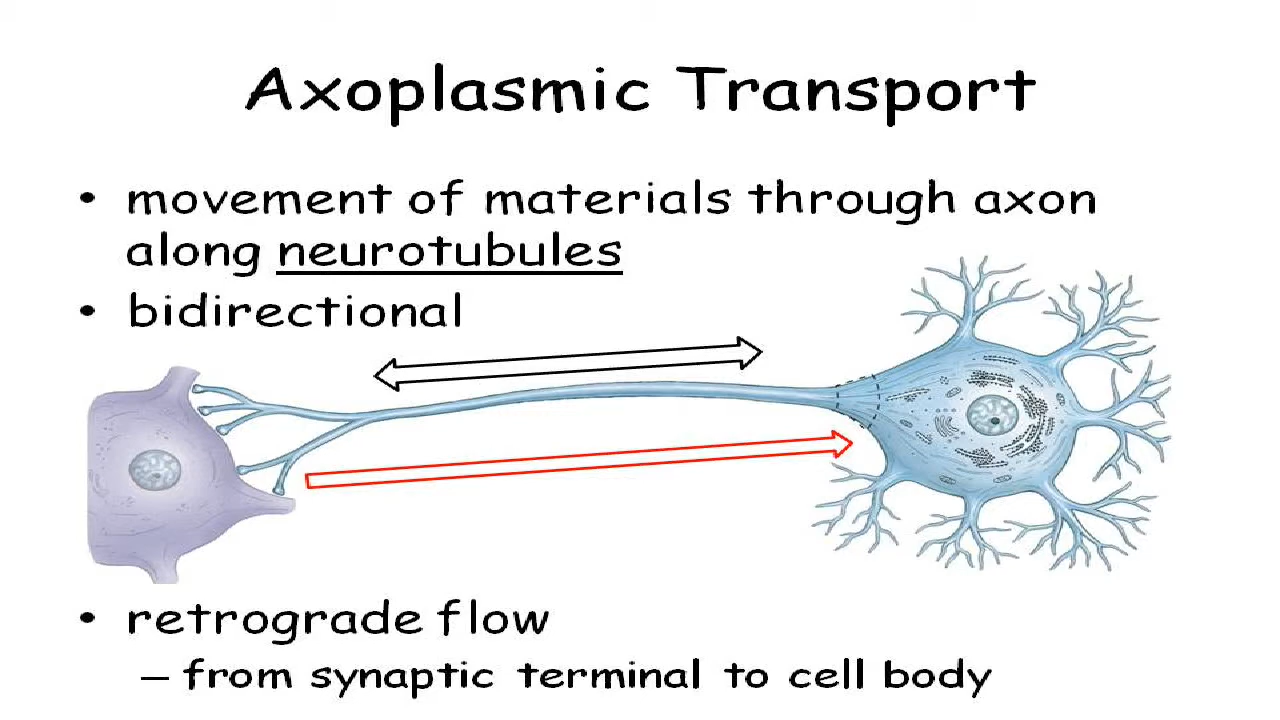 Axoplasmic Transport
• movement of materials through axon
along neurotubules
• bidirectional
• retrograde flow
– from synaptic terminal to cell body